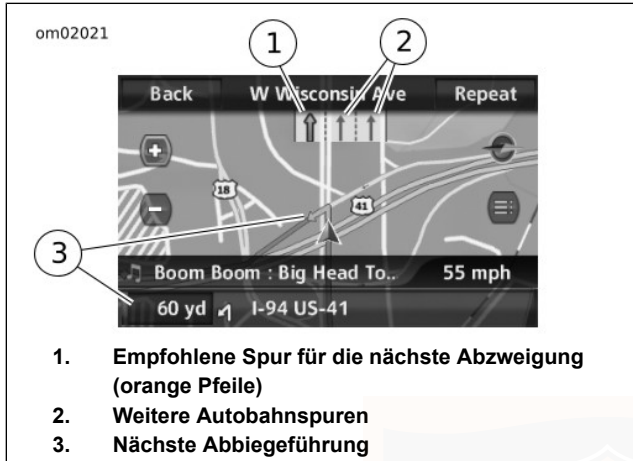 om02021
1 2
Back W Wisconsin Ave Repeat
18
41
3
Boom Boom : Big Head To.. 55 mph
60 yd I-94 US-41
1. Empfohlene Spur für die nächste Abzweigung
(orange Pfeile)
2. Weitere Autobahnspuren
3. Nächste Abbiegeführung